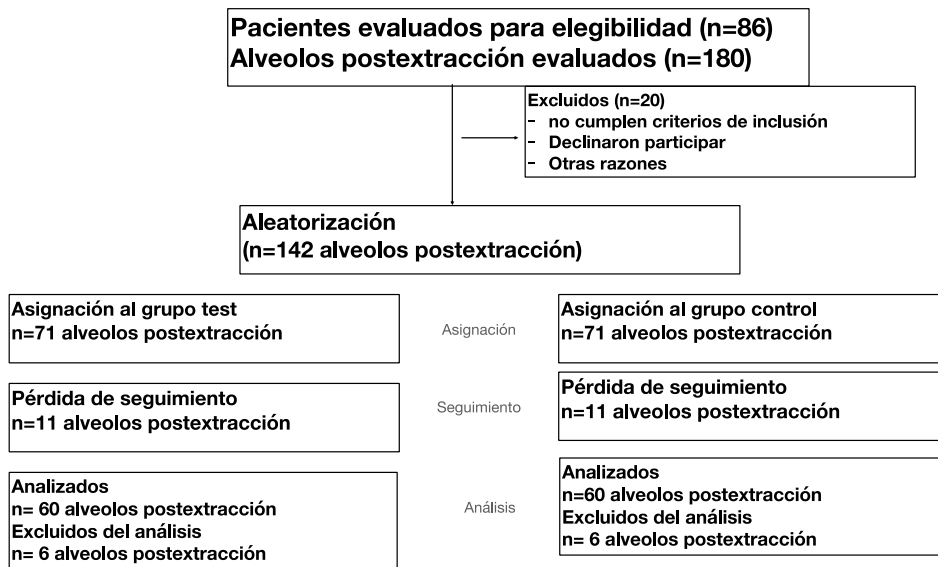 Pacientes evaluados para elegibilidad (n=86)
Alveolos postextracción evaluados (n=180)
Excluidos (n=20)
- no cumplen criterios de inclusión
- Declinaron participar
- Otras razones
Aleatorización
(n=142 alveolos postextracción)
Asignación al grupo test
n=71 alveolos postextracción
Asignación
Asignación al grupo control
n=71 alveolos postextracción
Pérdida de seguimiento
n=11 alveolos postextracción
Seguimiento
Pérdida de seguimiento
n=11 alveolos postextracción
Analizados
n= 60 alveolos postextracción
Excluidos del análisis
n= 6 alveolos postextracción
Análisis
Analizados
n=60 alveolos postextracción
Excluidos del análisis
n= 6 alveolos postextracción